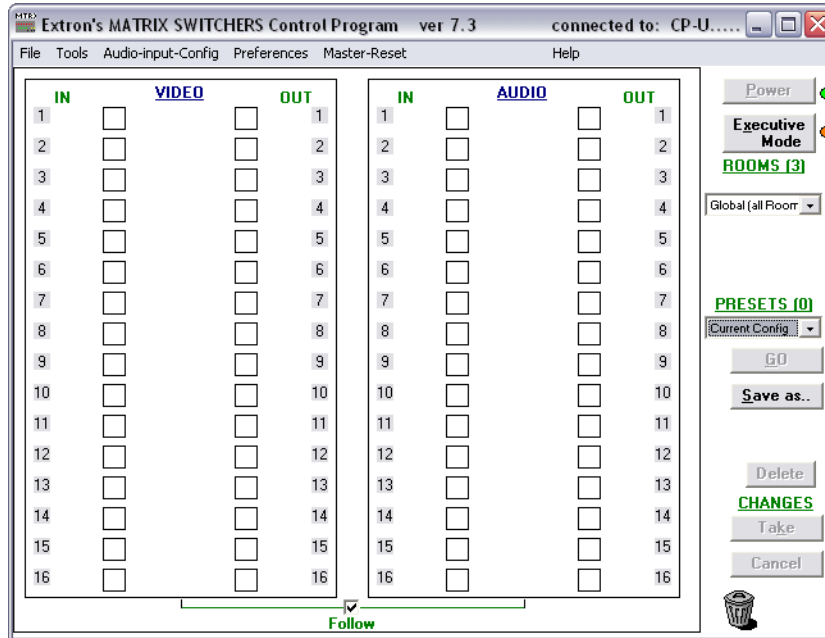 MTRX Extron's MATRIX SWITCHERS Control Program ver 7.3 connected to: CP-U.....
File Tools Audio-input-Config Preferences Master-Reset Help
IN VIDEO OUT IN AUDIO OUT
1 1 1 1
2 2 2 2
3 3 3 3
4 4 4 4
5 5 5 5
6 6 6 6
7 7 7 7
8 8 8 8
9 9 9 9
10 10 10 10
11 11 11 11
12 12 12 12
13 13 13 13
14 14 14 14
15 15 15 15
16 16 16 16
Follow
Power
Executive
Mode
ROOMS (3)
Global (all Room
PRESETS (0)
Current Config
GO
Save as..
Delete
CHANGES
Take
Cancel